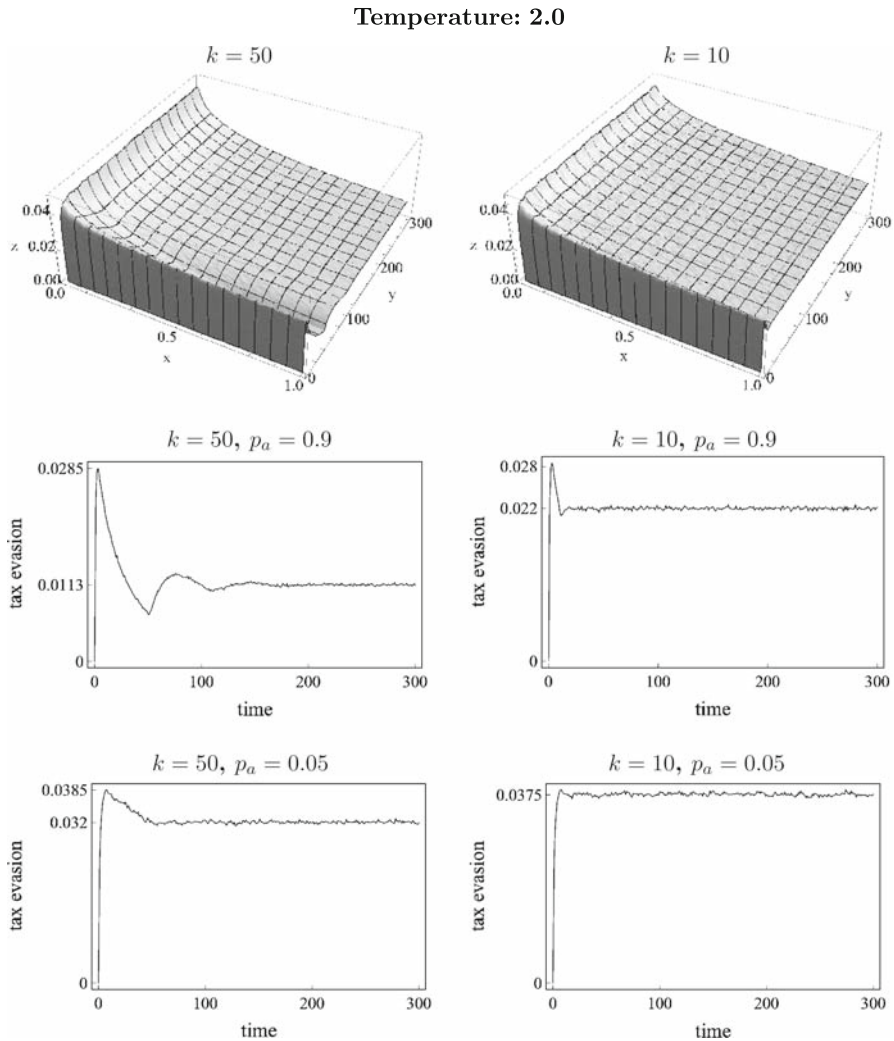 Temperature: 2.0
k = 50
k = 10
0.04
z 0.02
0.00
0.0
0.5
x
1.0
0
100
y
200
300
0.04
z 0.02
0.00
0.0
0.5
x
1.0
0
100
y
200
300
k = 50, p_a = 0.9
0.0285
0.0113
0
tax evasion
0 100 200 300
time
k = 10, p_a = 0.9
0.028
0.022
0
tax evasion
0 100 200 300
time
k = 50, p_a = 0.05
0.0385
0.032
0
tax evasion
0 100 200 300
time
k = 10, p_a = 0.05
0.0375
0
tax evasion
0 100 200 300
time